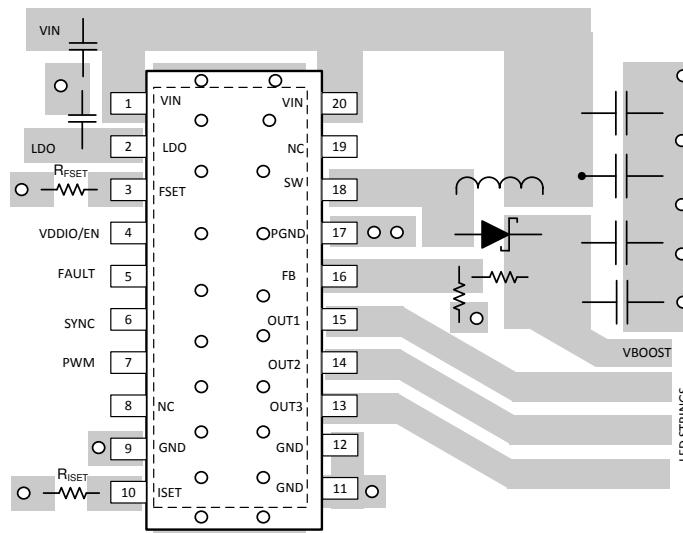 VIN
1 VIN VIN 20
LDO 2 LDO NC 19
RFSET 3 FSET SW 18
VDDIO/EN 4 PGND 17
FAULT 5 FB 16
SYNC 6 OUT1 15
PWM 7 OUT2 14
8 NC OUT3 13
9 GND GND 12
RISET 10 ISET GND 11
VBOOST
LED STRINGS